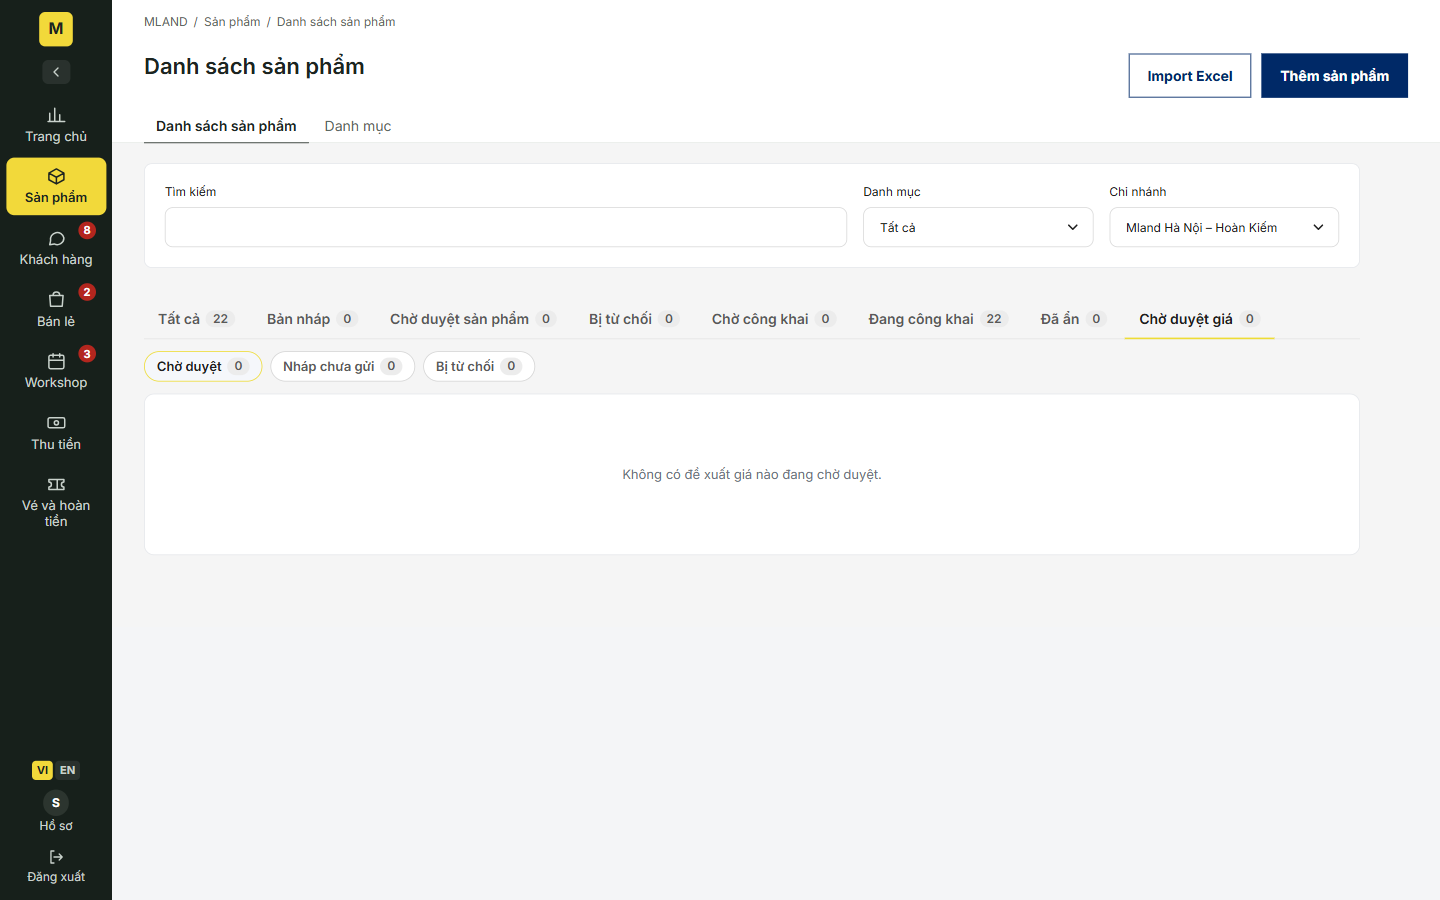 M
MLAND / Sản phẩm / Danh sách sản phẩm
Danh sách sản phẩm
Import Excel
Thêm sản phẩm
Danh sách sản phẩm
Danh mục
Trang chủ
Sản phẩm
8
Khách hàng
2
Bán lẻ
3
Workshop
Thu tiền
Vé và hoàn
tiền
VI EN
S
Hồ sơ
Đăng xuất
Tìm kiếm
Danh mục
Tất cả
Chi nhánh
Mland Hà Nội – Hoàn Kiếm
Tất cả 22
Bản nháp 0
Chờ duyệt sản phẩm 0
Bị từ chối 0
Chờ công khai 0
Đang công khai 22
Đã ẩn 0
Chờ duyệt giá 0
Chờ duyệt 0
Nháp chưa gửi 0
Bị từ chối 0
Không có đề xuất giá nào đang chờ duyệt.